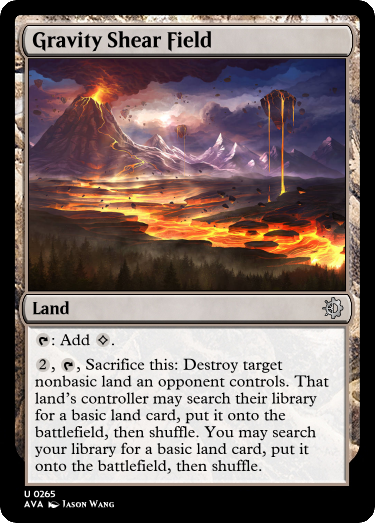 Gravity Shear Field
Land
: Add .
2, , Sacrifice this: Destroy target
nonbasic land an opponent controls. That
land's controller may search their library
for a basic land card, put it onto the
battlefield, then shuffle. You may search
your library for a basic land card, put it
onto the battlefield, then shuffle.
U 0265
AVA Jason Wang